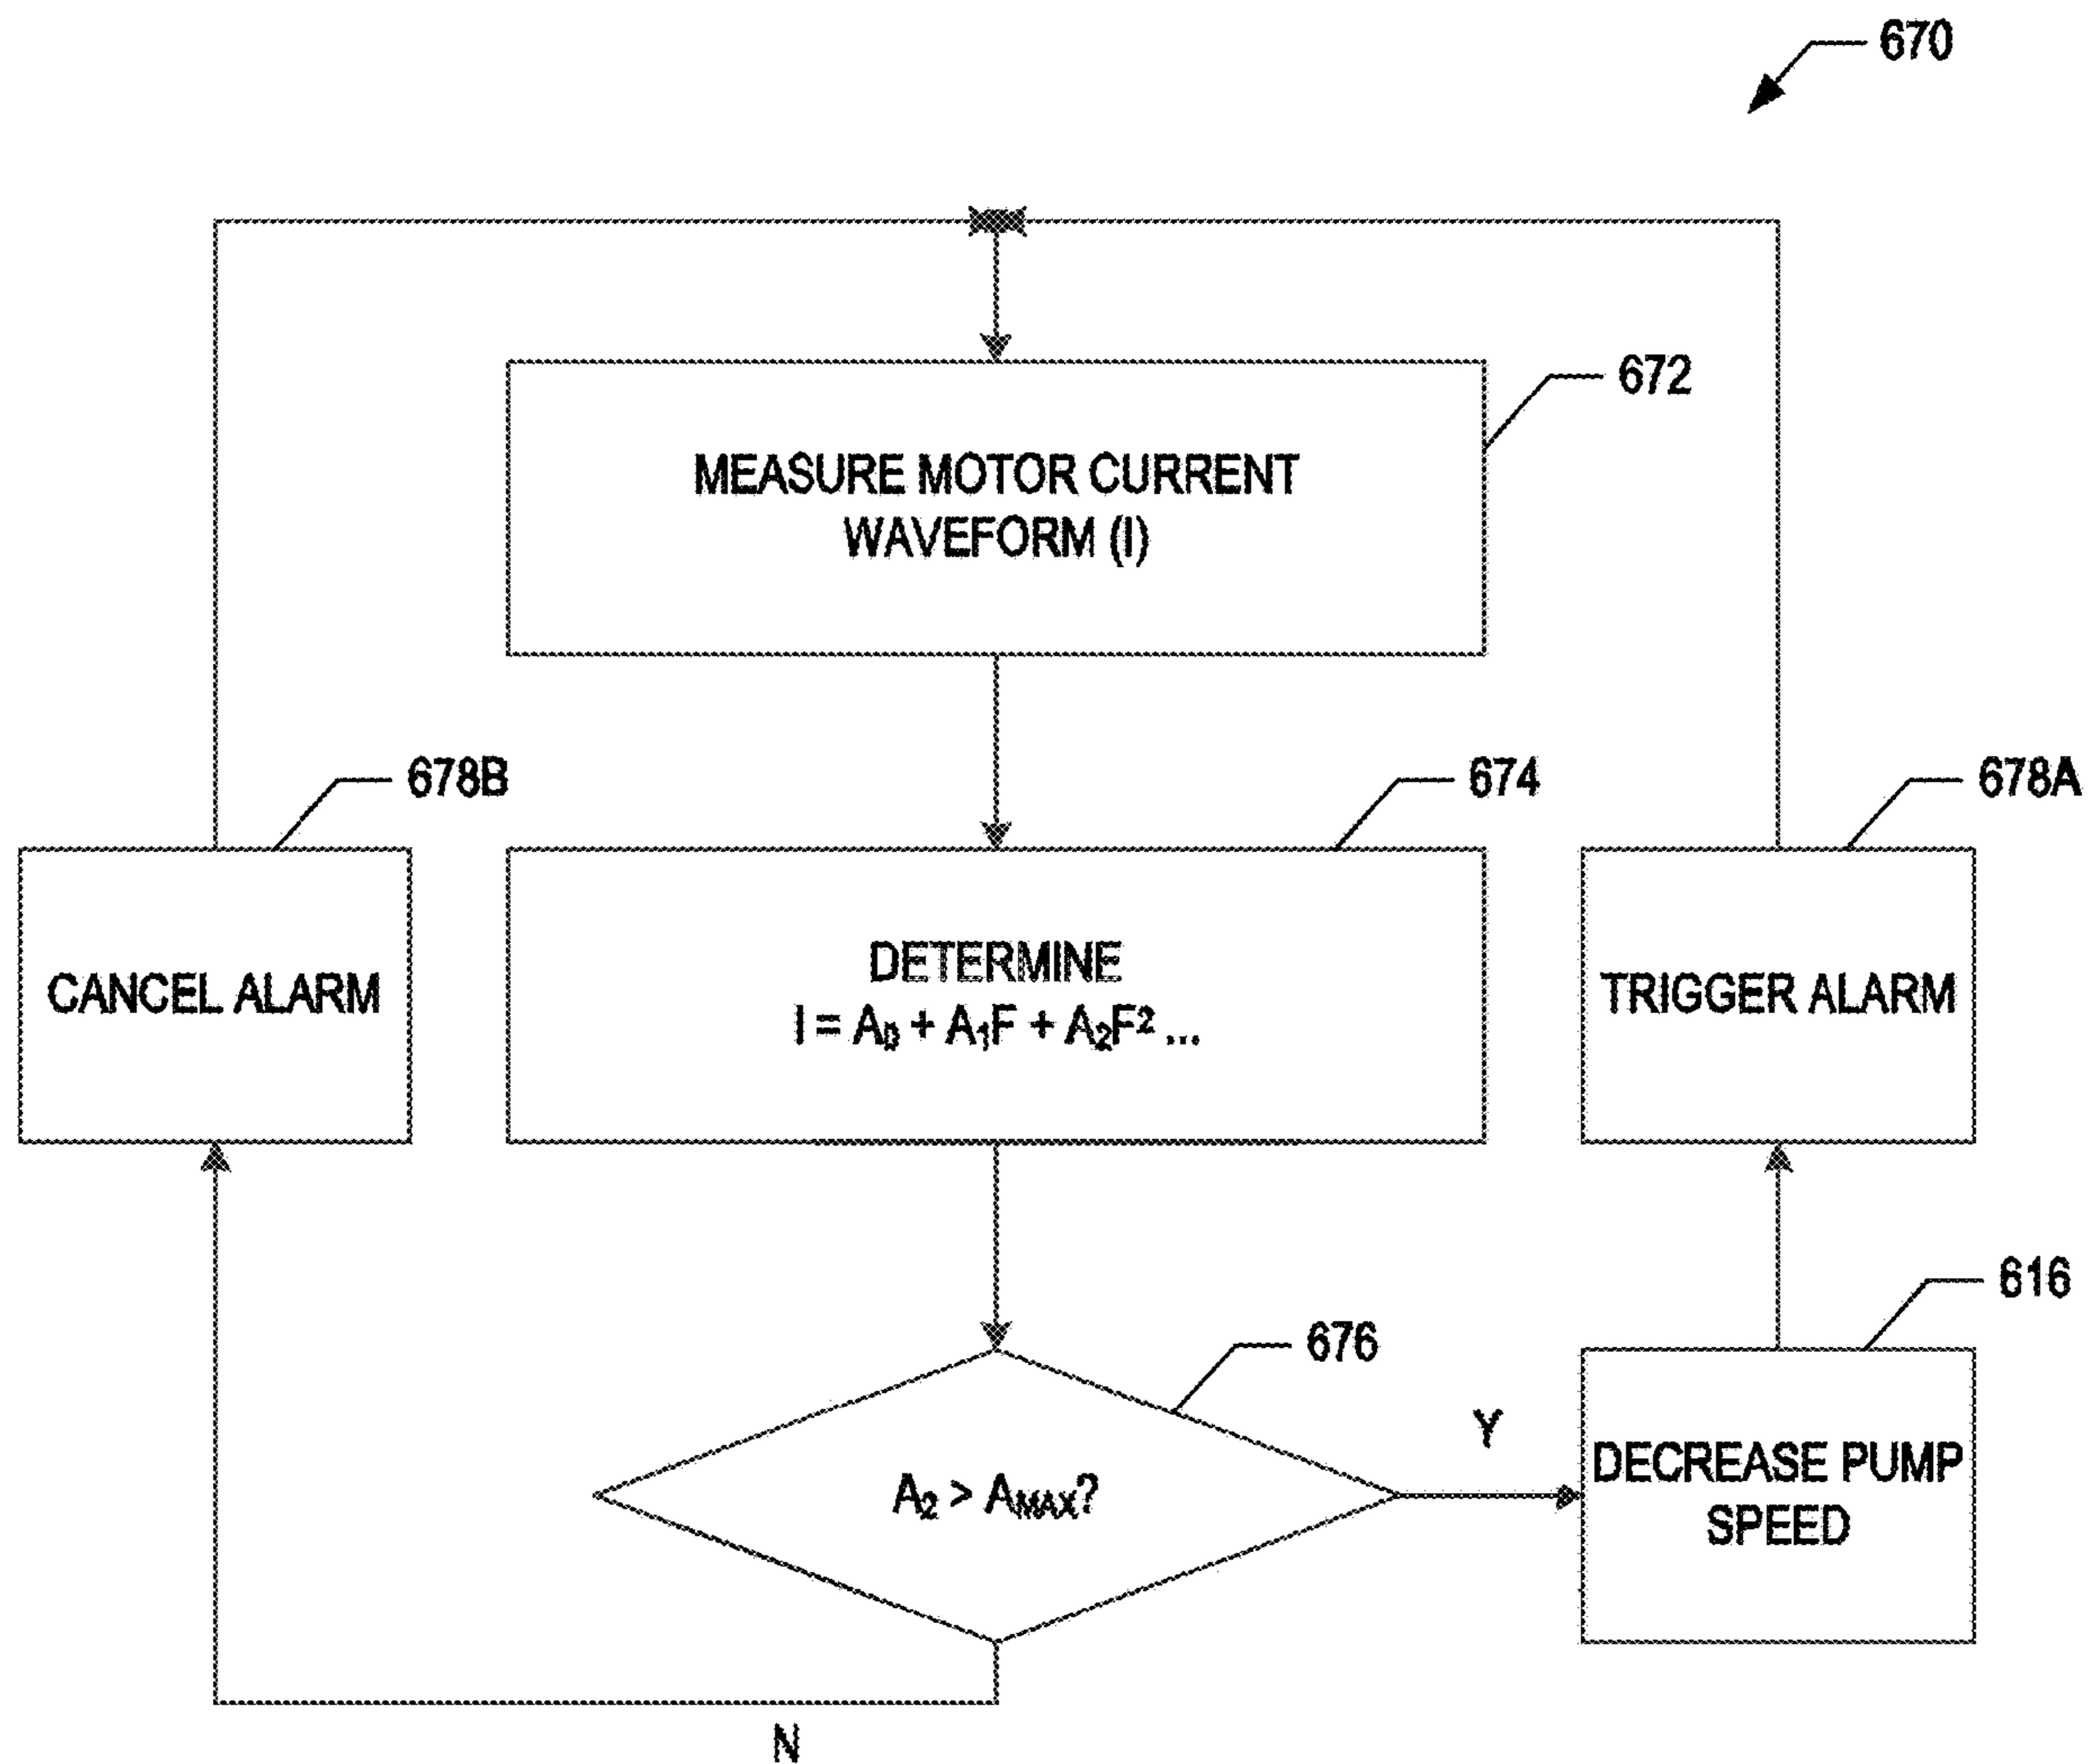 670
672
MEASURE MOTOR CURRENT
WAVEFORM (I)
678B
674
678A
CANCEL ALARM
DETERMINE
I = A₀ + A₁F + A₂F² ...
TRIGGER ALARM
616
676
Y
A₂ > A_MAX?
DECREASE PUMP
SPEED
N